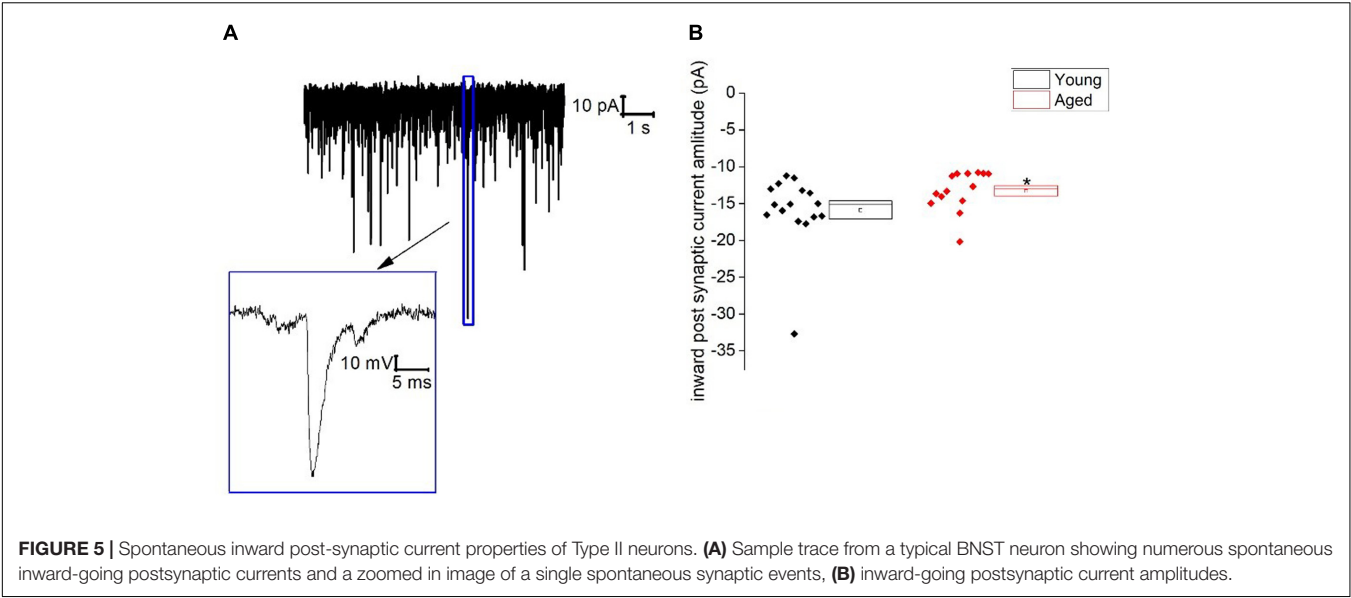 A
10 pA
1 s
10 mV
5 ms
B
inward post synaptic current amlitude (pA)
0
-5
-10
-15
-20
-25
-30
-35
Young
Aged
*
FIGURE 5 | Spontaneous inward post-synaptic current properties of Type II neurons. (A) Sample trace from a typical BNST neuron showing numerous spontaneous
inward-going postsynaptic currents and a zoomed in image of a single spontaneous synaptic events, (B) inward-going postsynaptic current amplitudes.